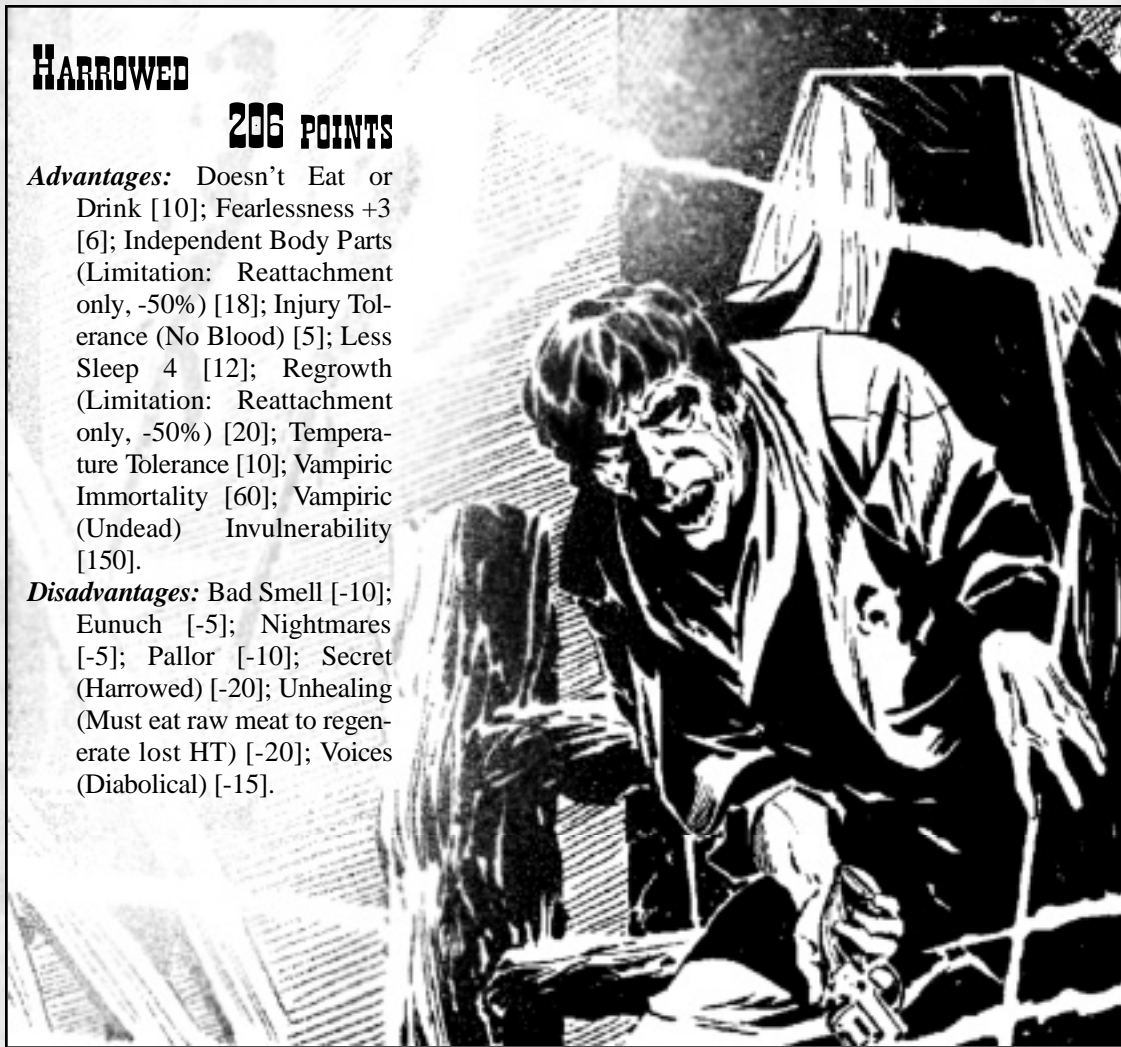 HARROWED
206 POINTS
Advantages: Doesn't Eat or
Drink [10]; Fearlessness +3
[6]; Independent Body Parts
(Limitation: Reattachment
only, -50%) [18]; Injury Tol-
erance (No Blood) [5]; Less
Sleep 4 [12]; Regrowth
(Limitation: Reattachment
only, -50%) [20]; Tempera-
ture Tolerance [10]; Vampiric
Immortality [60]; Vampiric
(Undead) Invulnerability
[150].
Disadvantages: Bad Smell [-10];
Eunuch [-5]; Nightmares
[-5]; Pallor [-10]; Secret
(Harrowed) [-20]; Unhealing
(Must eat raw meat to regen-
erate lost HT) [-20]; Voices
(Diabolical) [-15].